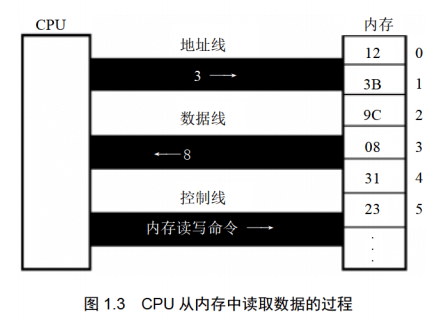 CPU
内存
地址线
3 →
数据线
← 8
控制线
内存读写命令 →
12 0
3B 1
9C 2
08 3
31 4
23 5
图 1.3 CPU 从内存中读取数据的过程